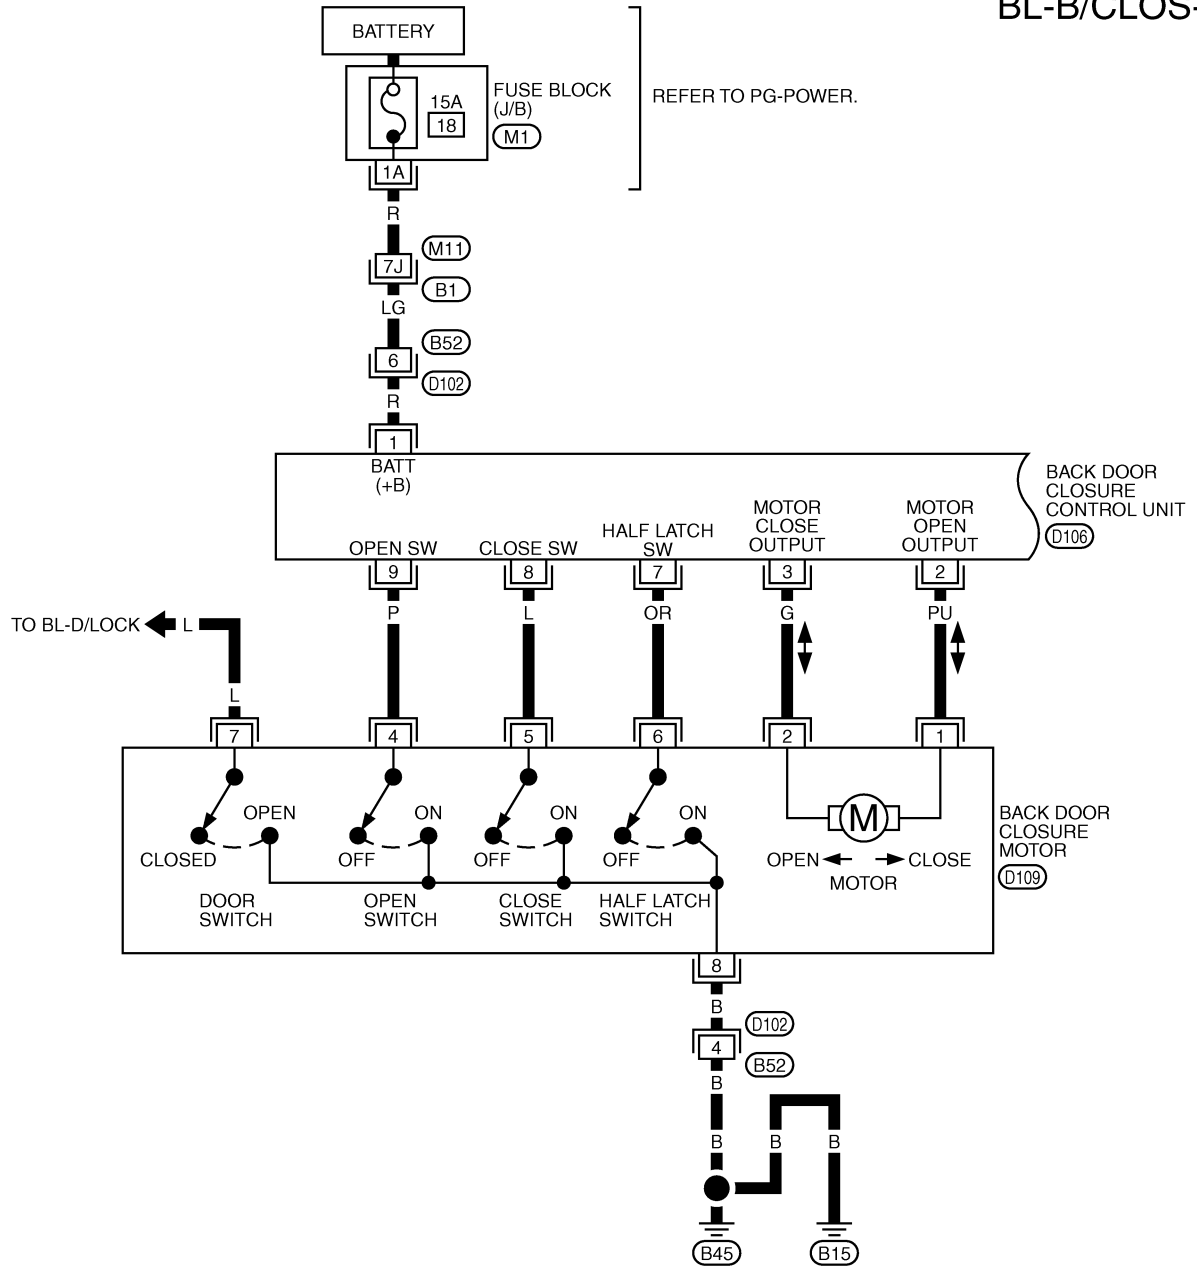 BL-B/CLOS-
BATTERY
15A
18
FUSE BLOCK
(J/B)
M1
REFER TO PG-POWER.
1A
R
M11
7J
B1
LG
B52
6
D102
R
1
BATT
(+B)
BACK DOOR
CLOSURE
CONTROL UNIT
D106
OPEN SW
CLOSE SW
HALF LATCH
SW
MOTOR
CLOSE
OUTPUT
MOTOR
OPEN
OUTPUT
9
8
7
3
2
P
L
OR
G
PU
TO BL-D/LOCK
L
L
7
4
5
6
2
1
OPEN
ON
ON
ON
CLOSED
OFF
OFF
OFF
M
OPEN
CLOSE
MOTOR
BACK DOOR
CLOSURE
MOTOR
D109
DOOR
SWITCH
OPEN
SWITCH
CLOSE
SWITCH
HALF LATCH
SWITCH
8
B
D102
4
B52
B
B
B
B
B45
B15